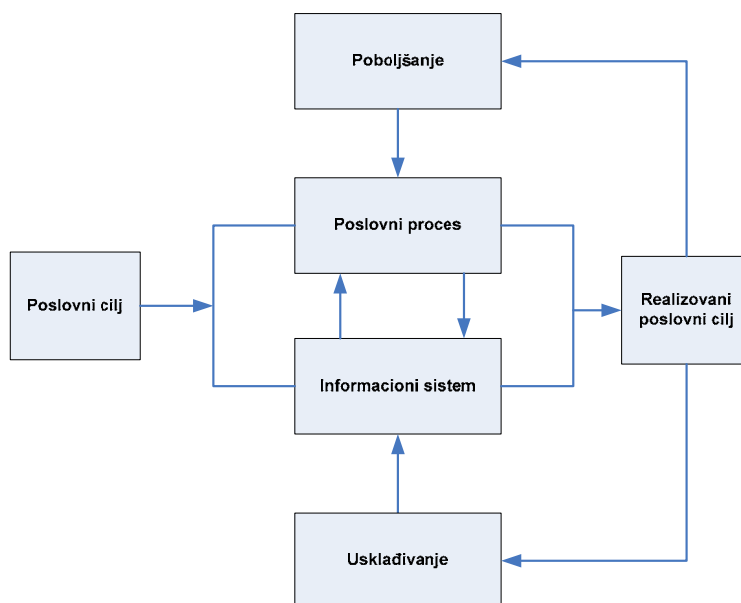 Poboljšanje
Poslovni proces
Poslovni cilj
Realizovani
poslovni cilj
Informacioni sistem
Usklađivanje